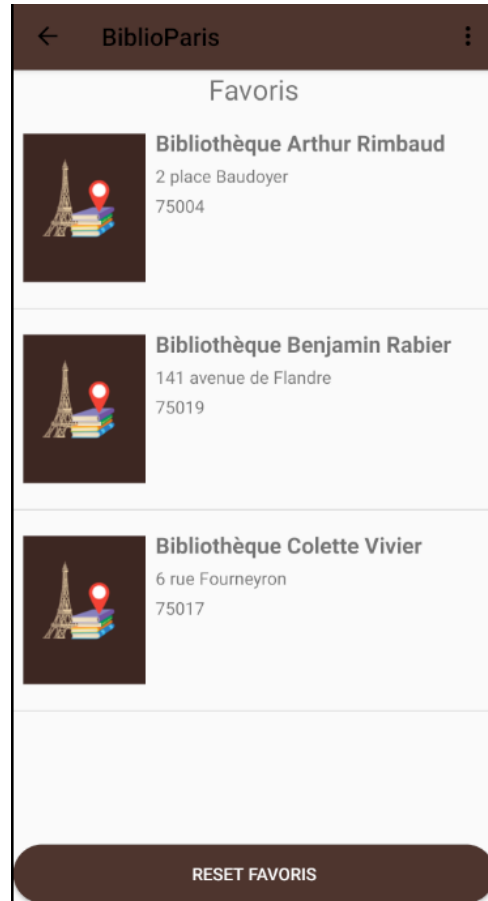 BiblioParis
Favoris
Bibliothèque Arthur Rimbaud
2 place Baudoyer
75004
Bibliothèque Benjamin Rabier
141 avenue de Flandre
75019
Bibliothèque Colette Vivier
6 rue Fourneyron
75017
RESET FAVORIS